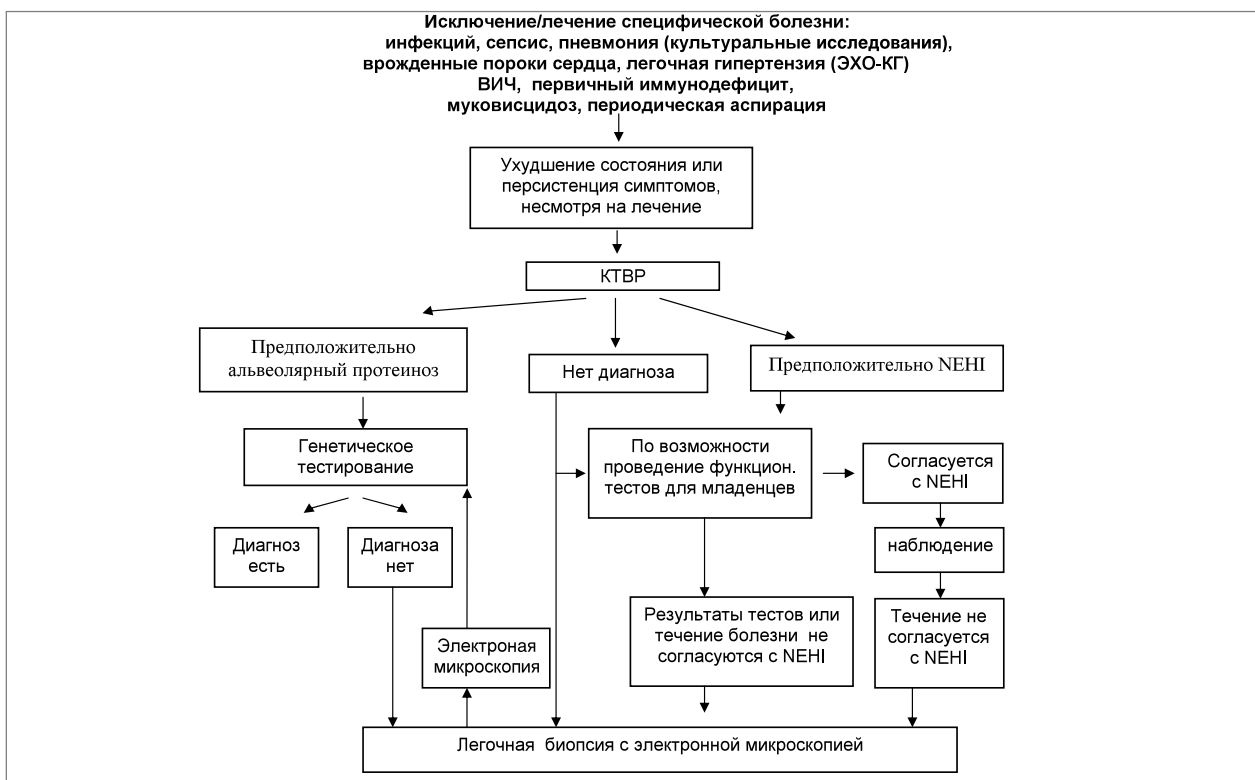 Исключение/лечение специфической болезни:
инфекций, сепсис, пневмония (культуральные исследования),
врожденные пороки сердца, легочная гипертензия (ЭХО-КГ)
ВИЧ, первичный иммунодефицит,
муковисцидоз, периодическая аспирация
Ухудшение состояния или
персистенция симптомов,
несмотря на лечение
КТВР
Предположительно
альвеолярный протеиноз
Нет диагноза
Предположительно NEHI
Генетическое
тестирование
По возможности
проведение функцион.
тестов для младенцев
Согласуется
с NEHI
Диагноз
есть
Диагноза
нет
наблюдение
Электроная
микроскопия
Результаты тестов или
течение болезни не
согласуются с NEHI
Течение не
согласуется
с NEHI
Легочная биопсия с электронной микроскопией